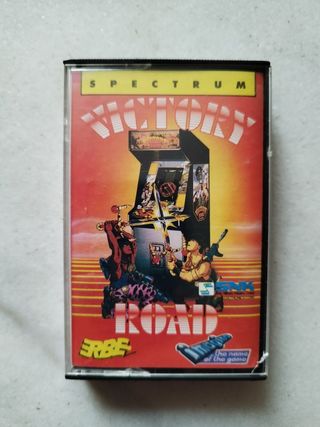 SPECTRUM
VICTORY
SNK
ROAD
ERBE
Imagine
...the name
of the game